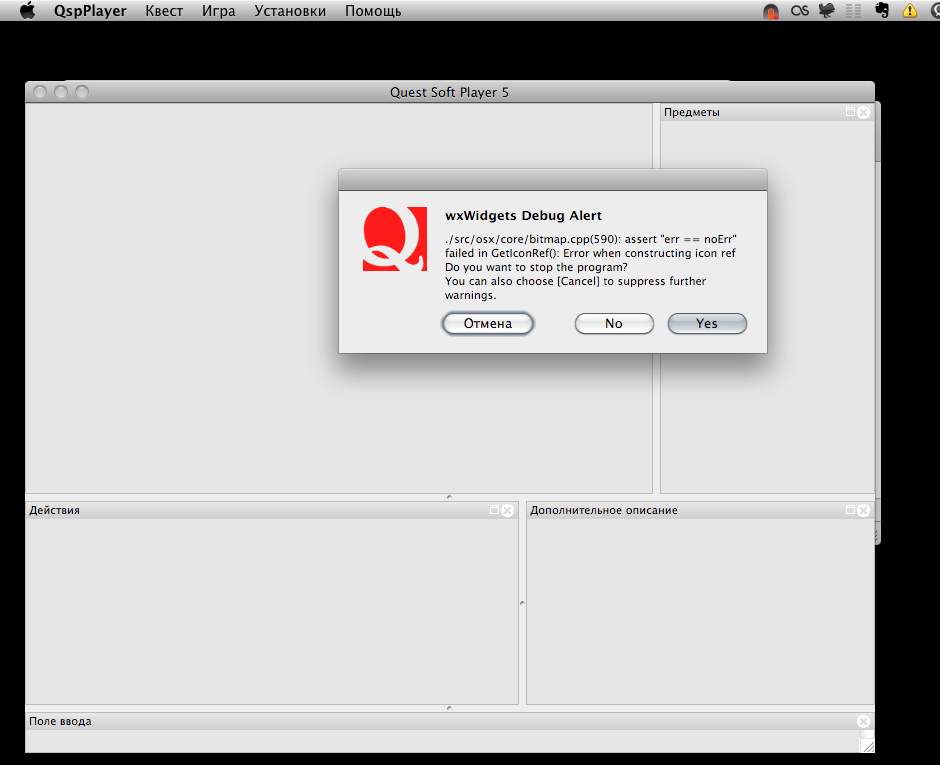 QspPlayer Квест Игра Установки Помощь
Quest Soft Player 5
Предметы
wxWidgets Debug Alert
./src/osx/core/bitmap.cpp(590): assert "err == noErr"
failed in GetIconRef(): Error when constructing icon ref
Do you want to stop the program?
You can also choose [Cancel] to suppress further
warnings.
Отмена No Yes
Действия
Дополнительное описание
Поле ввода